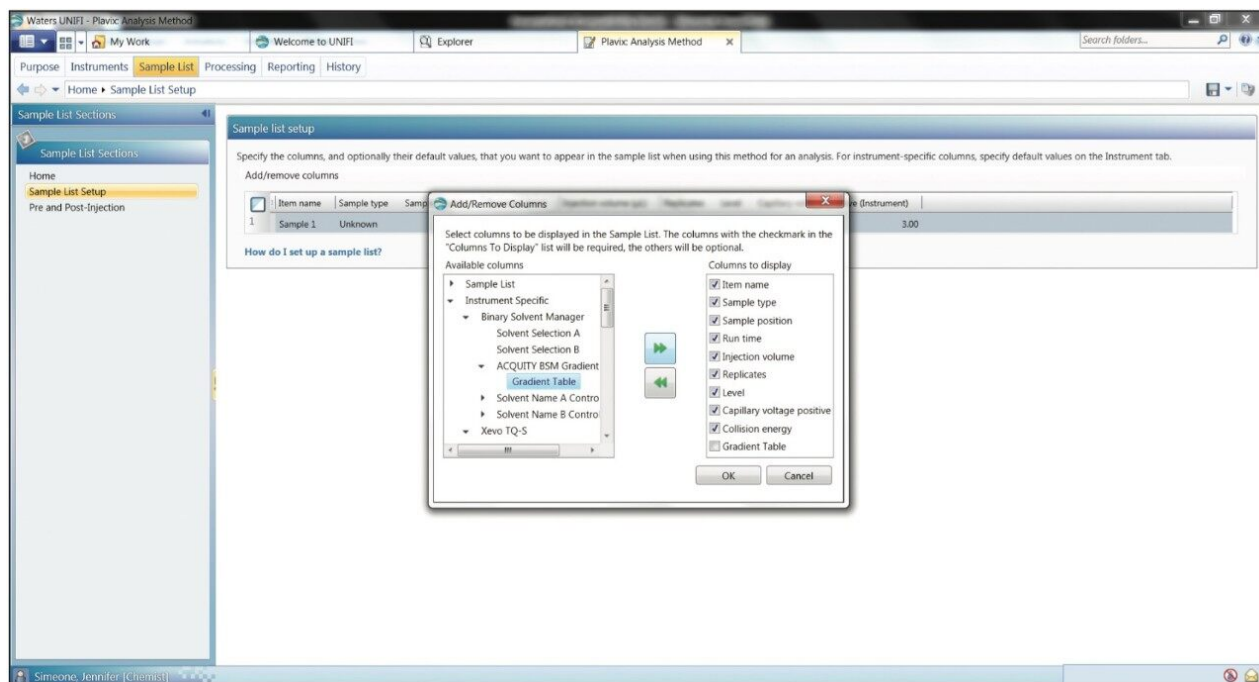 Waters UNIFI - Plavix Analysis Method
My Work
Welcome to UNIFI
Explorer
Plavix Analysis Method
Search folders...
Purpose Instruments Sample List Processing Reporting History
Home Sample List Setup
Sample List Sections
Sample List Sections
Home
Sample List Setup
Pre and Post-Injection
Sample list setup
Specify the columns, and optionally their default values, that you want to appear in the sample list when using this method for an analysis. For instrument-specific columns, specify default values on the Instrument tab.
Add/remove columns
Item name Sample type Samp
e (Instrument)
1 Sample 1 Unknown
3.00
How do I set up a sample list?
Add/Remove Columns
Select columns to be displayed in the Sample List. The columns with the checkmark in the
"Columns To Display" list will be required, the others will be optional.
Available columns
Sample List
Instrument Specific
Binary Solvent Manager
Solvent Selection A
Solvent Selection B
ACQUITY BSM Gradient
Gradient Table
Solvent Name A Contro
Solvent Name B Contro
Xevo TQ-S
Columns to display
Item name
Sample type
Sample position
Run time
Injection volume
Replicates
Level
Capillary voltage positive
Collision energy
Gradient Table
OK Cancel
Simeone, Jennifer [Chemist]